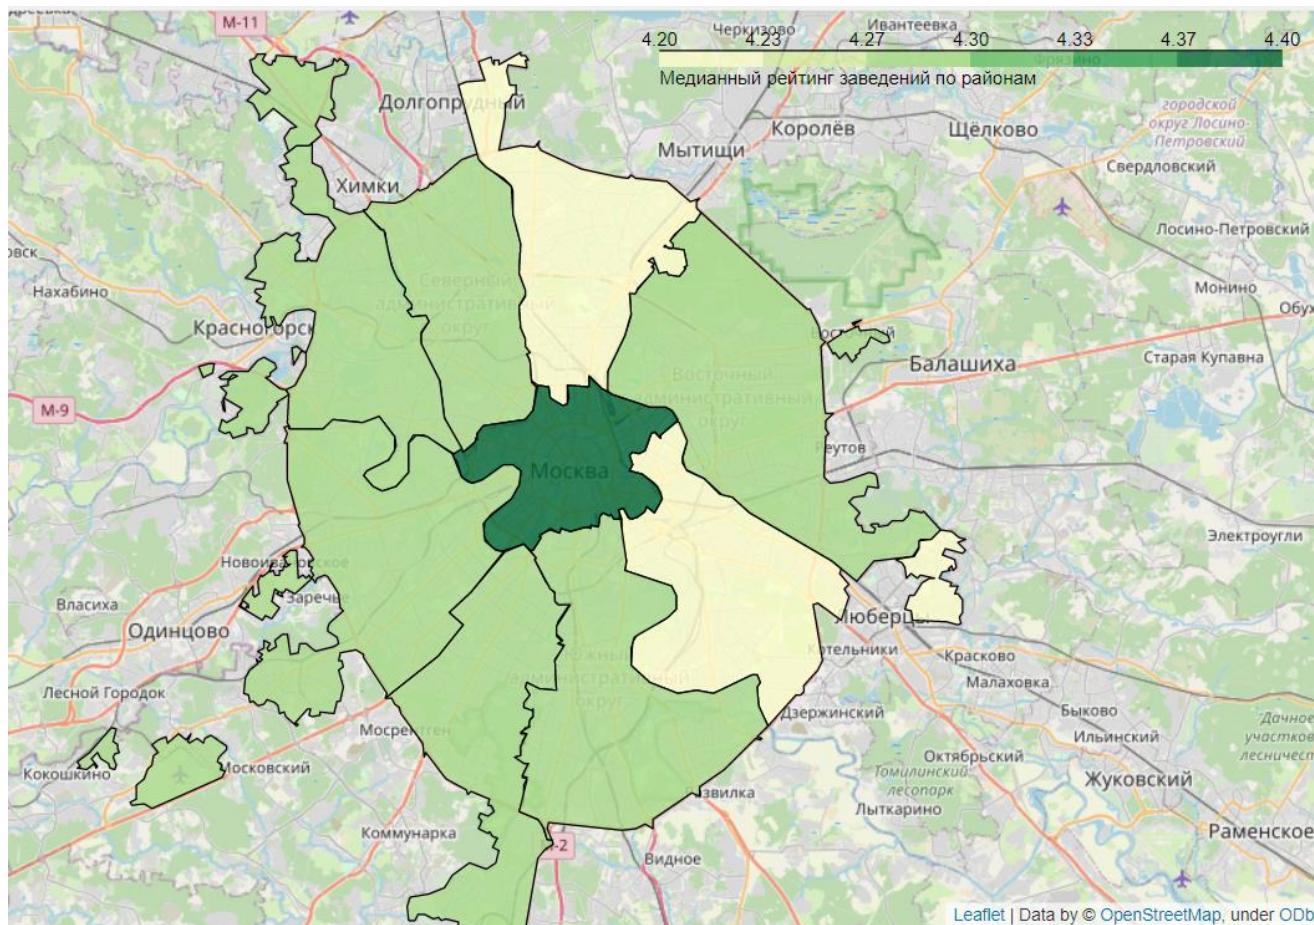 М-11
Черкизово
Ивантеевка
4.20 4.23 4.27 4.30 4.33 4.37 4.40
Фрязино
Медианный рейтинг заведений по районам
Долгопрудный
городской
округ Лосино-
Петровский
Королёв
Щёлково
Мытищи
Свердловский
Химки
Лосино-Петровский
Северный
административный
округ
Нахабино
Монино
Красногорск
Балашиха
Старая Купавна
Восточный
административный
округ
М-9
Реутов
Москва
Электроугли
Заречье
Власиха
Одинцово
Люберцы
Котельники
Красково
Южный
административный
округ
Малаховка
Лесной Городок
Быково
Дзержинский
Мосрентген
Ильинский
Октябрьский
Томилинский
лесопарк
Жуковский
Кокошкино
Московский
Лыткарино
Коммунарка
Раменское
Видное
Leaflet | Data by © OpenStreetMap, under ODb